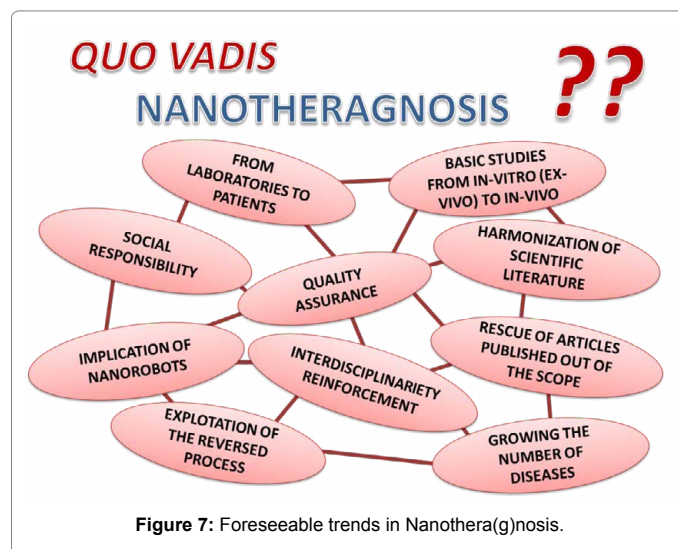 QUO VADIS ??
NANOTHERAGNOSIS
FROM
LABORATORIES TO
PATIENTS
BASIC STUDIES
FROM IN-VITRO (EX-
VIVO) TO IN-VIVO
SOCIAL
RESPONSIBILITY
HARMONIZATION OF
SCIENTIFIC
LITERATURE
QUALITY
ASSURANCE
IMPLICATION OF
NANOROBOTS
INTERDISCIPLINARIETY
REINFORCEMENT
RESCUE OF ARTICLES
PUBLISHED OUT OF
THE SCOPE
EXPLOTATION OF
THE REVERSED
PROCESS
GROWING THE
NUMBER OF
DISEASES
Figure 7: Foreseeable trends in Nanothera(g)nosis.